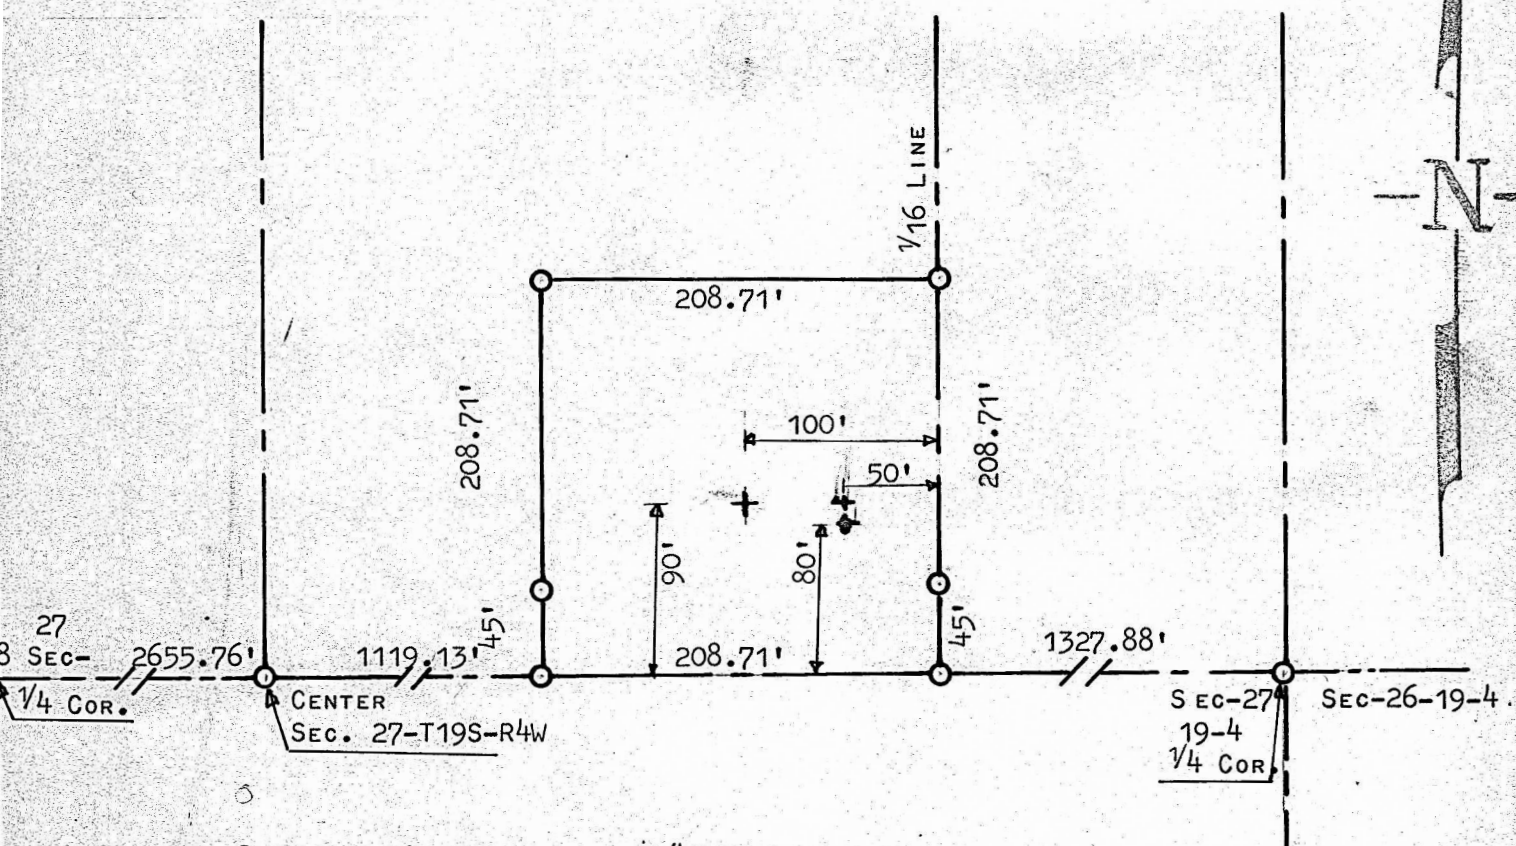 1/16 LINE
N
208.71'
208.71'
208.71'
100'
50'
90'
80'
45'
45'
27
8 SEC-
2655.76'
1119.13'
208.71'
1327.88'
1/4 COR.
CENTER
SEC. 27-T19S-R4W
SEC-27
19-4
1/4 COR.
SEC-26-19-4.